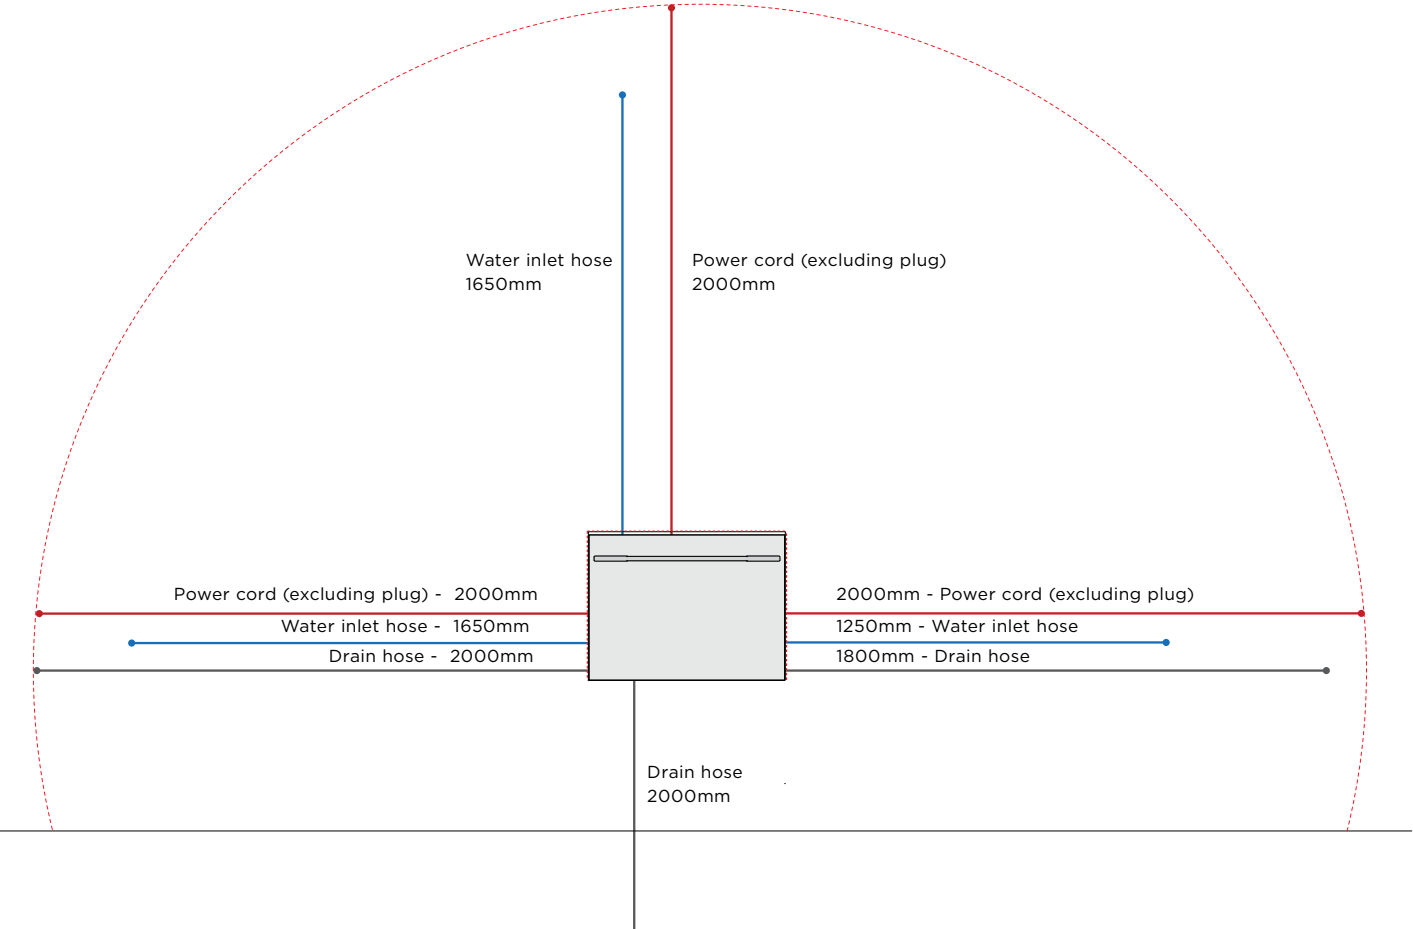 Water inlet hose
1650mm
Power cord (excluding plug)
2000mm
Power cord (excluding plug) - 2000mm
Water inlet hose - 1650mm
Drain hose - 2000mm
2000mm - Power cord (excluding plug)
1250mm - Water inlet hose
1800mm - Drain hose
Drain hose
2000mm